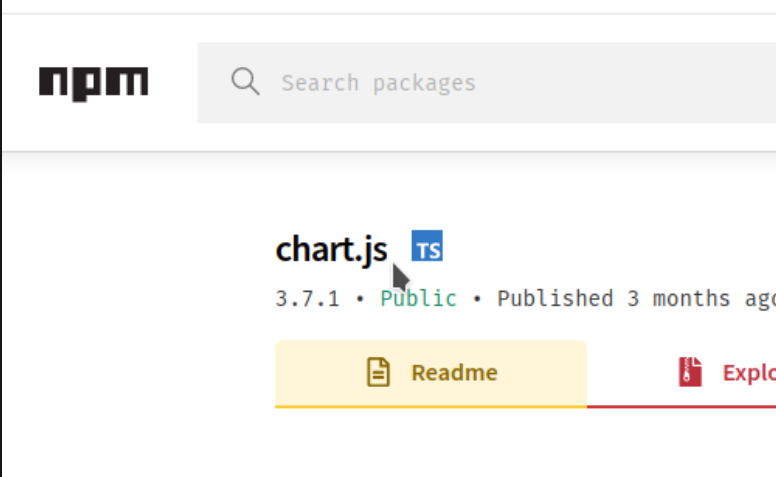 npm
Search packages
chart.js TS
3.7.1 • Public • Published 3 months ago
Readme